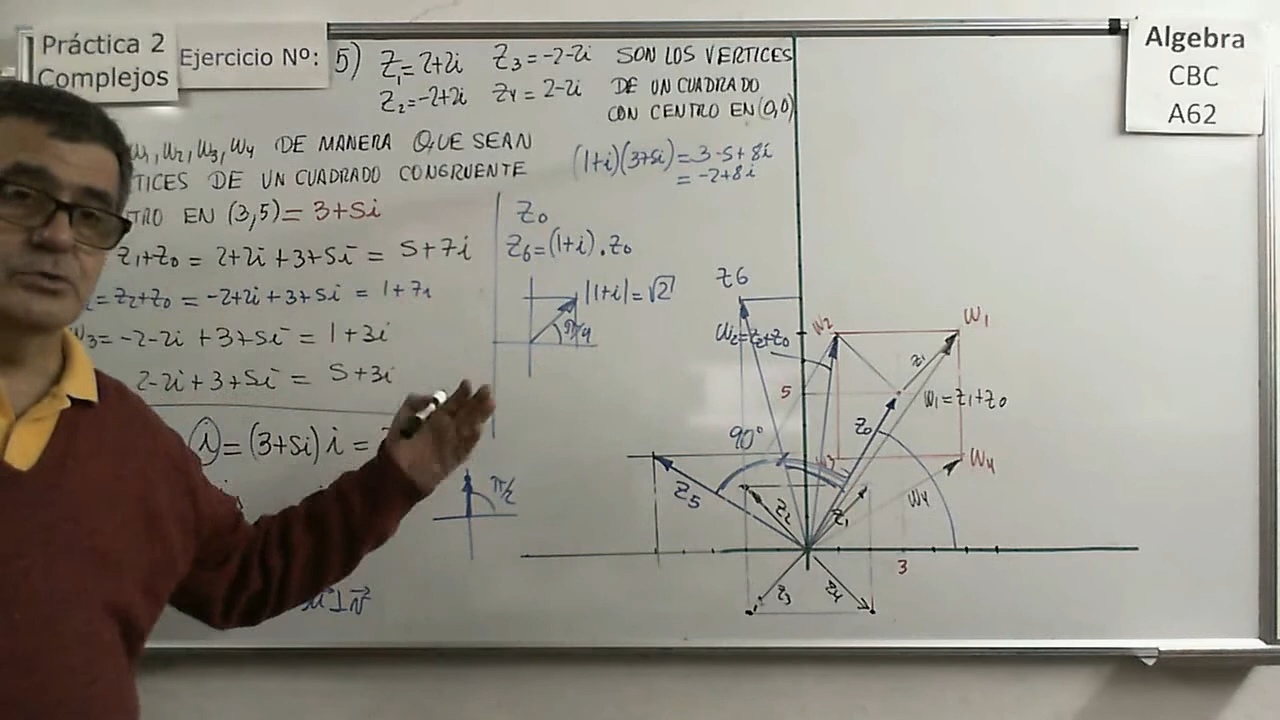 Práctica 2
Complejos
Ejercicio Nº:
5) Z1=2+2i Z3=-2-2i SON LOS VERTICES
Z2=-2+2i Z4=2-2i DE UN CUADRADO
CON CENTRO EN (0,0)
Algebra
CBC
A62
W1,W2,W3,W4 DE MANERA QUE SEAN
TICES DE UN CUADRADO CONGRUENTE
TRO EN (3,5)= 3+5i
Z1+Z0 = 2+2i+3+5i = 5+7i
=Z2+Z0 = -2+2i+3+5i = 1+7i
W3=-2-2i+3+5i = 1+3i
2-2i+3+5i = 5+3i
i)=(3+5i)i=
π/2
(1+i)(3+5i)=3-5+8i
=-2+8i
Z0
Z6=(1+i).Z0
|1+i|=√2
π/4
Z6
W2=Z2+Z0
W2
W1
Z1
5
W1=Z1+Z0
Z0
90°
W3
W4
Z5
Z2
Z1
W4
3
Z3
Z4